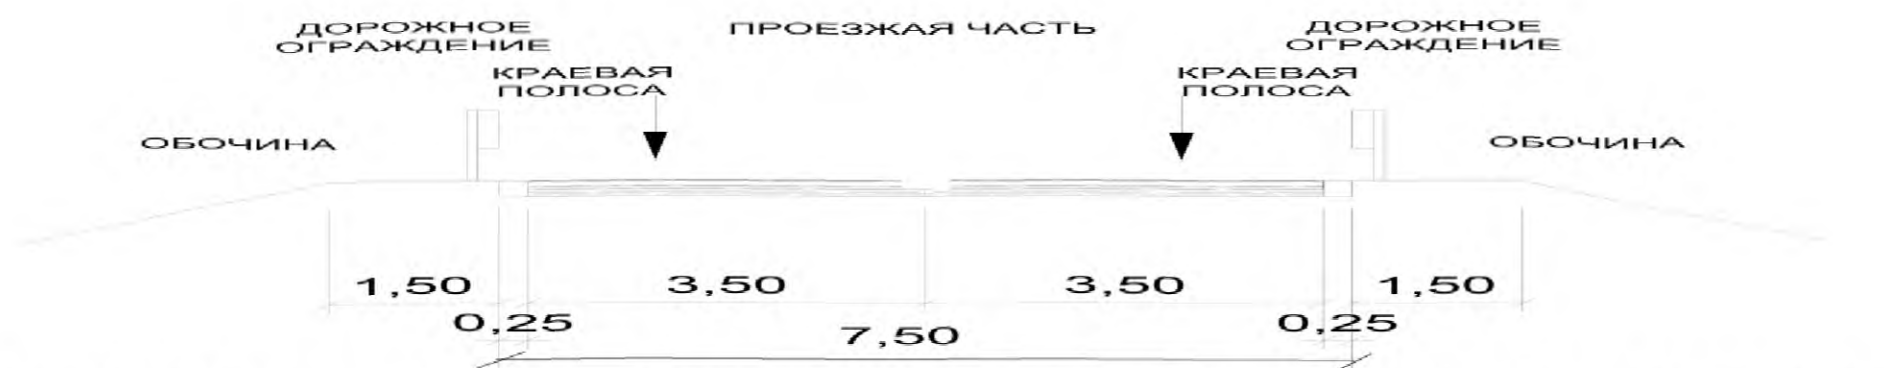 ДОРОЖНОЕ
ОГРАЖДЕНИЕ
ПРОЕЗЖАЯ ЧАСТЬ
ДОРОЖНОЕ
ОГРАЖДЕНИЕ
КРАЕВАЯ
ПОЛОСА
КРАЕВАЯ
ПОЛОСА
ОБОЧИНА
ОБОЧИНА
1,50
3,50
3,50
1,50
0,25
7,50
0,25